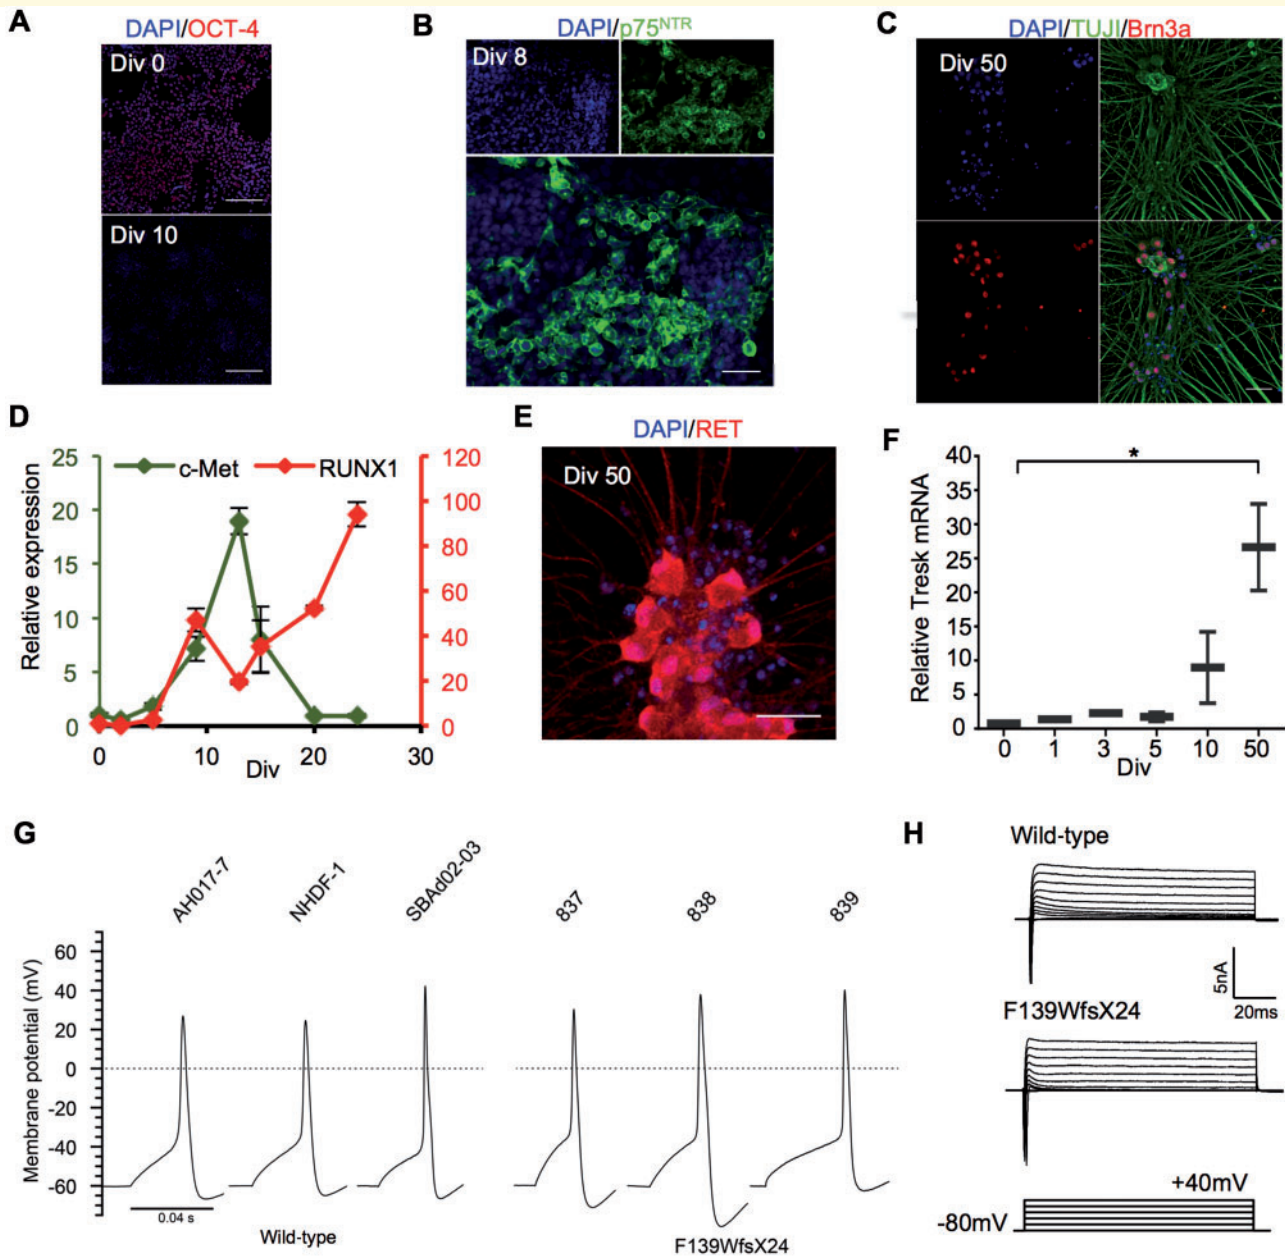 A
DAPI/OCT-4
Div 0
Div 10
B
DAPI/p75NTR
Div 8
C
DAPI/TUJI/Brn3a
Div 50
D
c-Met
RUNX1
Relative expression
25
20
15
10
5
0
120
100
80
60
40
20
0
0
10
20
30
Div
E
DAPI/RET
Div 50
F
*
Relative Tresk mRNA
40
35
30
25
20
15
10
5
0
0
1
3
5
10
50
Div
G
AH017-7
NHDF-1
SBAd02-03
837
838
839
Membrane potential (mV)
60
40
20
0
-20
-40
-60
0.04 s
Wild-type
F139WfsX24
H
Wild-type
5nA
20ms
F139WfsX24
+40mV
-80mV